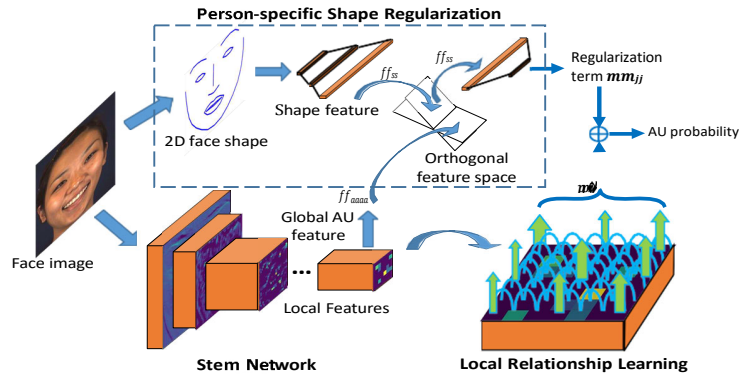 Person-specific Shape Regularization
ff_ss
ff_ss
Regularization
term mm_jj
Shape feature
2D face shape
AU probability
Orthogonal
feature space
ff_aaaa
Global AU
feature
Face image
Local Features
Stem Network
Local Relationship Learning